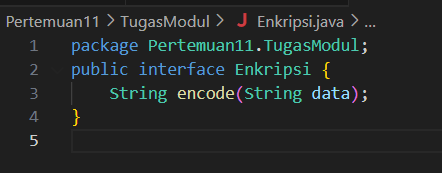 Pertemuan11 > TugasModul > J Enkripsi.java > ...
1 package Pertemuan11.TugasModul;
2 public interface Enkripsi {
3     String encode(String data);
4 }
5